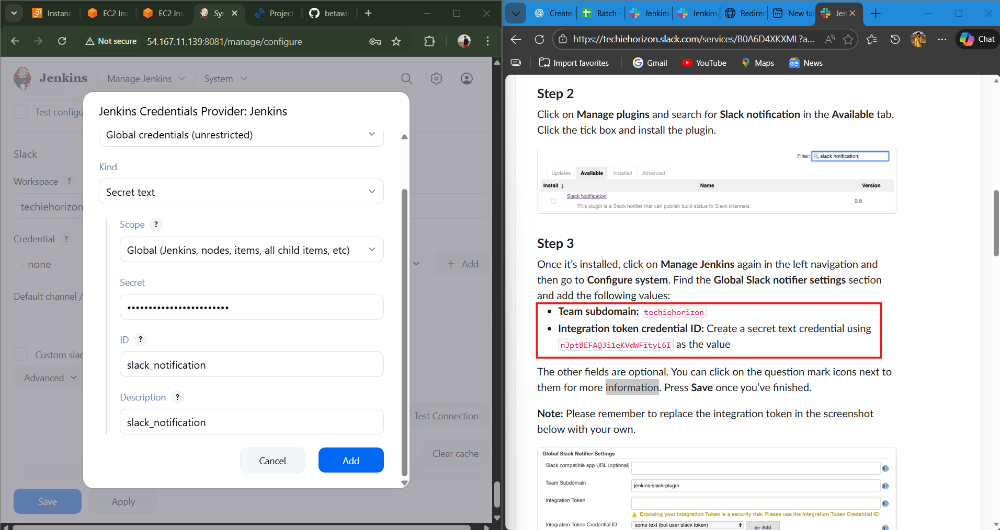 Instanc
EC2 Ins
EC2 Ins
Sys
Project
betawi
Not secure
54.167.11.139:8081/manage/configure
Jenkins / Manage Jenkins / System
Test configu
Slack
Workspace ?
techiehorizon
Credential ?
- none -
+ Add
Default channel /
Custom slac
Advanced
Test Connection
Clear cache
Save
Apply
Jenkins Credentials Provider: Jenkins
Global credentials (unrestricted)
Kind
Secret text
Scope ?
Global (Jenkins, nodes, items, all child items, etc)
Secret
••••••••••••••••••••••••
ID ?
slack_notification
Description ?
slack_notification
Cancel
Add
Create
Batch -
Jenkins
Jenkins
Redirec
New ta
Jen
https://techiehorizon.slack.com/services/B0A6D4XKXML?a...
Chat
Import favorites
Gmail
YouTube
Maps
News
Step 2
Click on Manage plugins and search for Slack notification in the Available tab.
Click the tick box and install the plugin.
Filter: slack notification
Updates Available Installed Advanced
Install ↓ Name Version
Slack Notification
2.8
This plugin is a Slack notifier that can publish build status to Slack channels.
Step 3
Once it’s installed, click on Manage Jenkins again in the left navigation and
then go to Configure system. Find the Global Slack notifier settings section
and add the following values:
• Team subdomain: techiehorizon
• Integration token credential ID: Create a secret text credential using
nJpt8EFAQ3i1eKVdWFityL6I as the value
The other fields are optional. You can click on the question mark icons next to
them for more information. Press Save once you’ve finished.
Note: Please remember to replace the integration token in the screenshot
below with your own.
Global Slack Notifier Settings
Slack compatible app URL (optional)
Team Subdomain
jenkins-slack-plugin
Integration Token
Exposing your Integration Token is a security risk. Please use the Integration Token Credential ID
Integration Token Credential ID
some text (bot user slack token)
Add